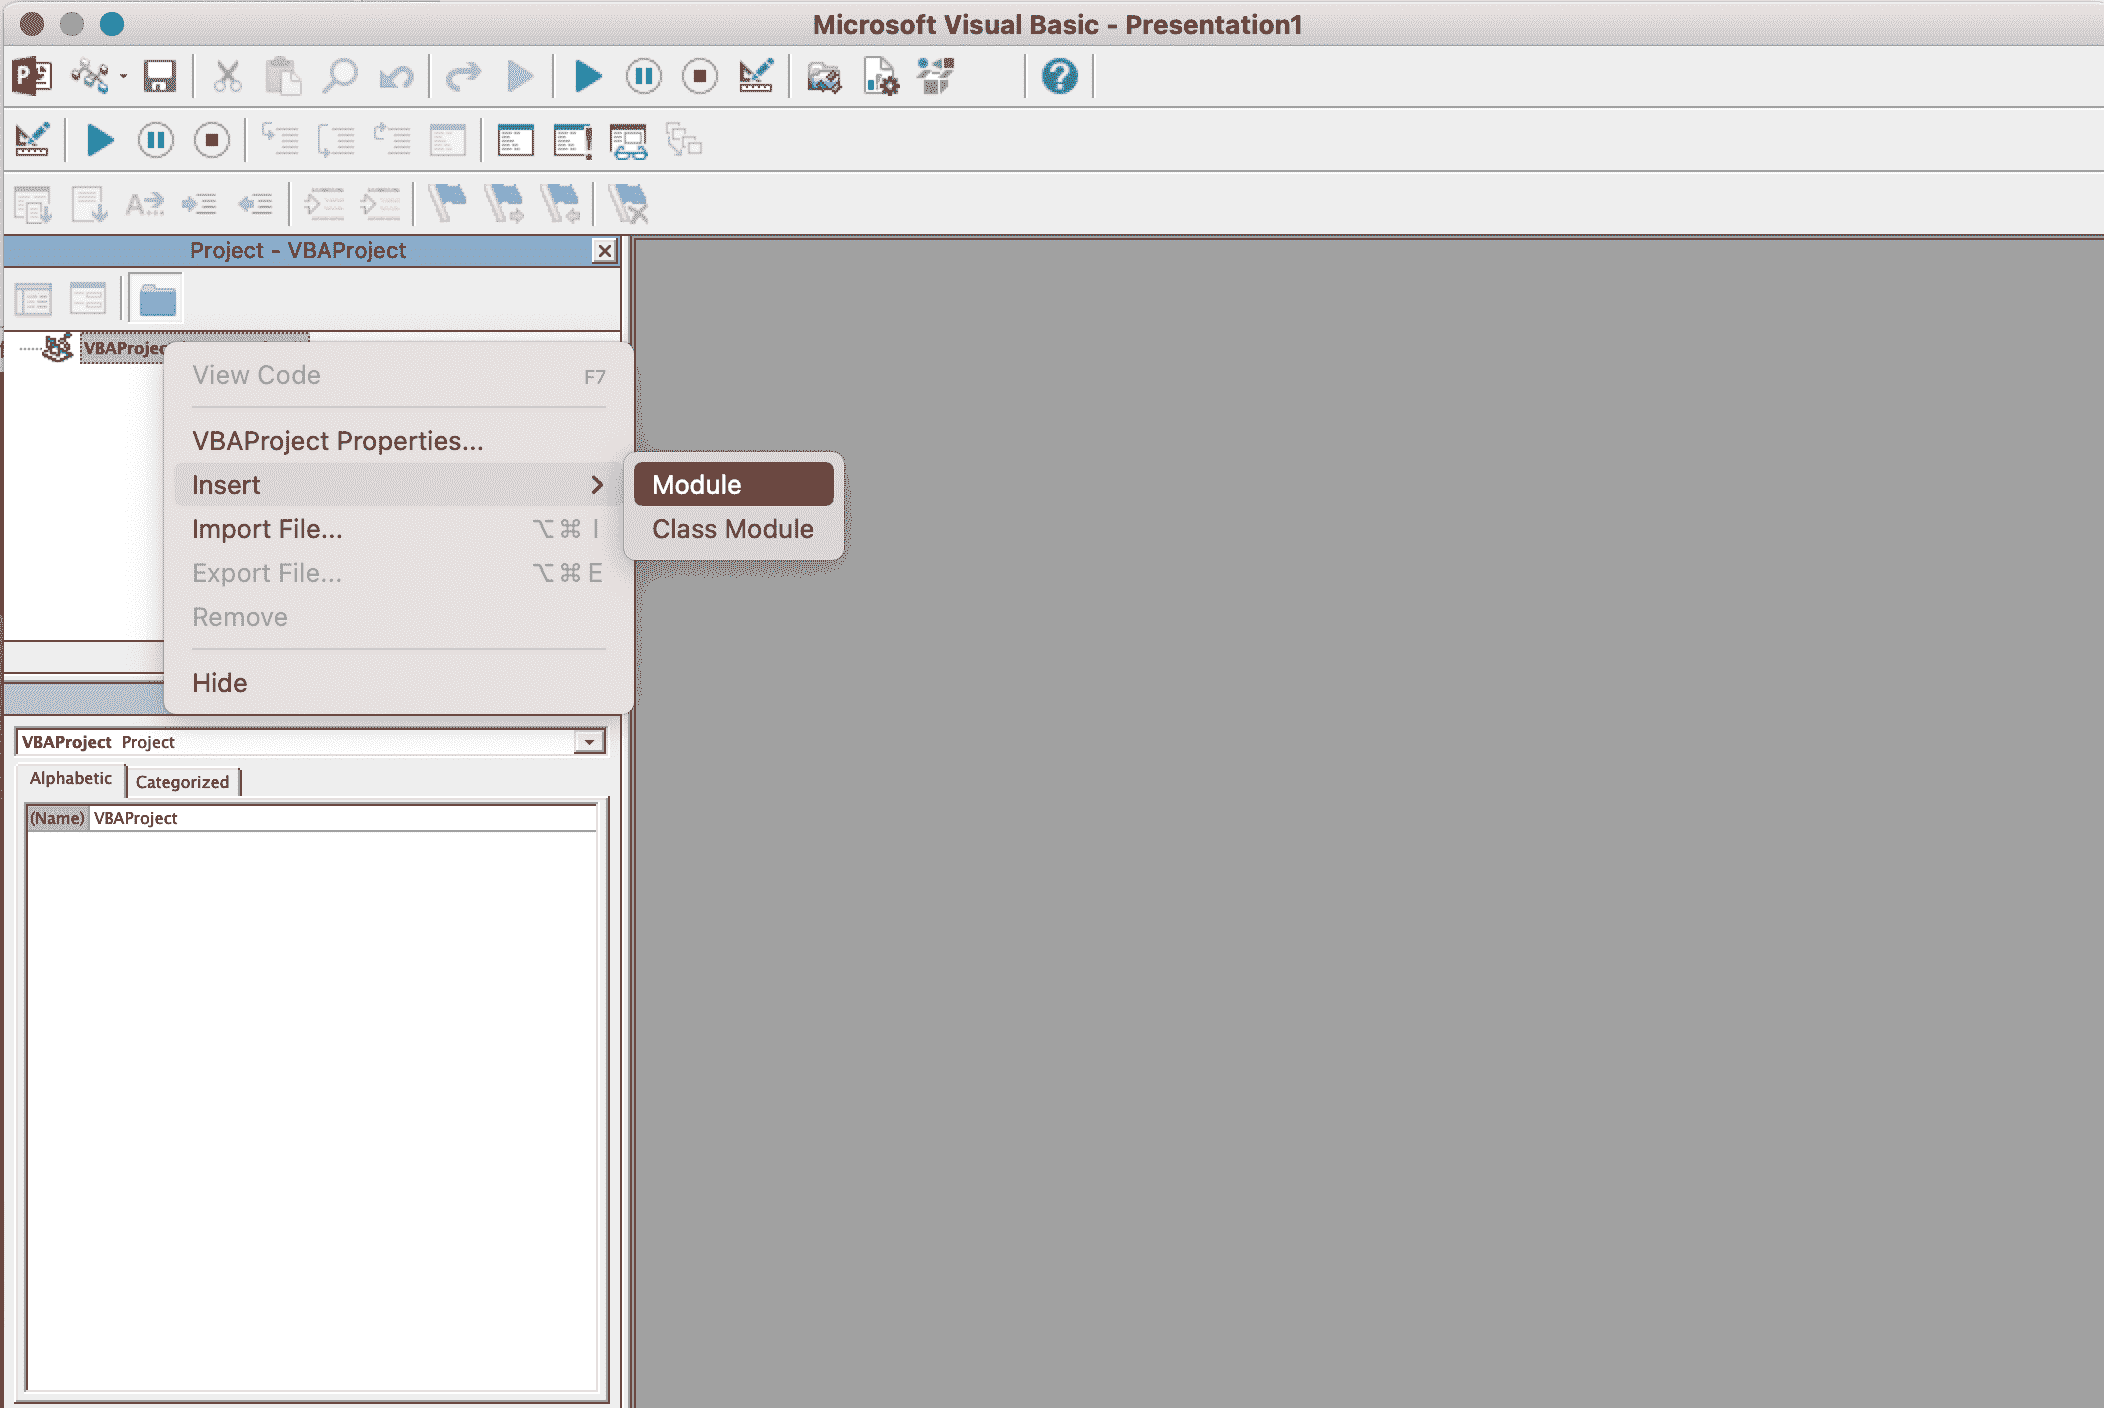 Microsoft Visual Basic - Presentation1
Project - VBAProject
View Code F7
VBAProject Properties...
Insert
Module
Import File... ⌥⌘ I
Class Module
Export File... ⌥⌘ E
Remove
Hide
VBAProject Project
Alphabetic Categorized
(Name) VBAProject